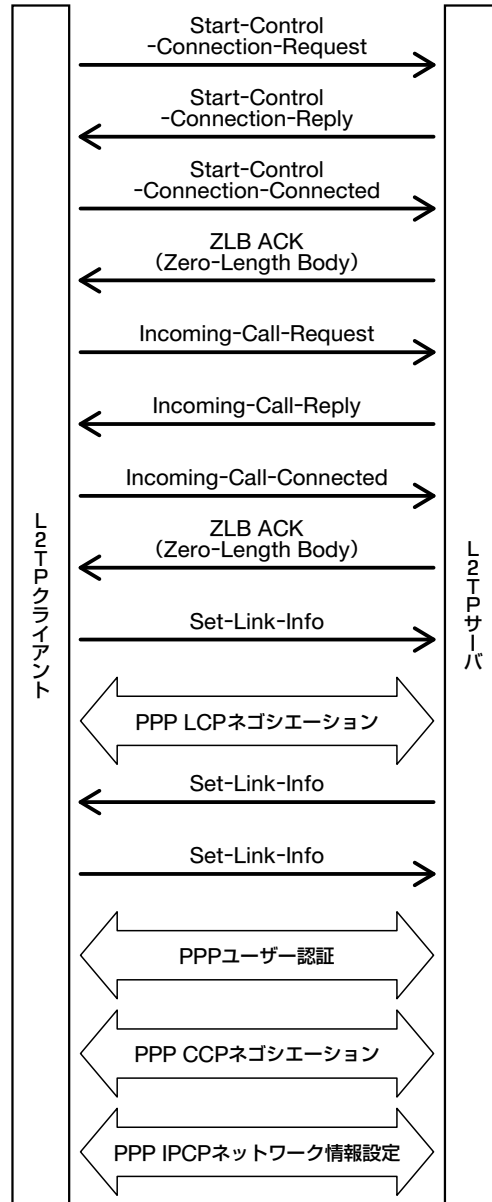 Start-Control
-Connection-Request
Start-Control
-Connection-Reply
Start-Control
-Connection-Connected
ZLB ACK
(Zero-Length Body)
Incoming-Call-Request
Incoming-Call-Reply
Incoming-Call-Connected
ZLB ACK
(Zero-Length Body)
Set-Link-Info
PPP LCPネゴシエーション
Set-Link-Info
Set-Link-Info
PPPユーザー認証
PPP CCPネゴシエーション
PPP IPCPネットワーク情報設定
L2TPクライアント
L2TPサーバ